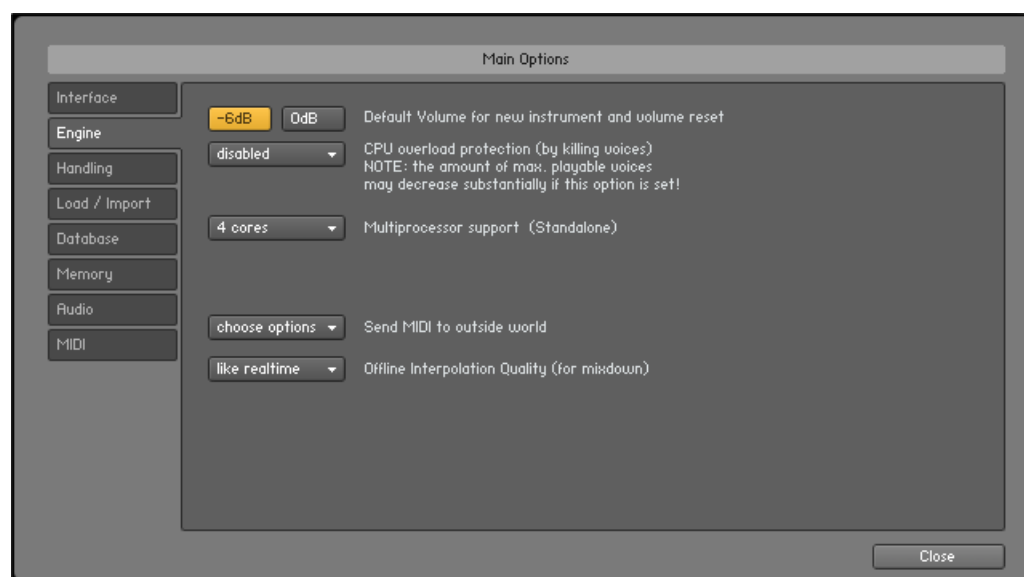 Main Options
Interface
Engine
Handling
Load / Import
Database
Memory
Audio
MIDI
-6dB 0dB Default Volume for new instrument and volume reset
disabled CPU overload protection (by killing voices)
NOTE: the amount of max. playable voices
may decrease substantially if this option is set!
4 cores Multiprocessor support (Standalone)
choose options Send MIDI to outside world
like realtime Offline Interpolation Quality (for mixdown)
Close